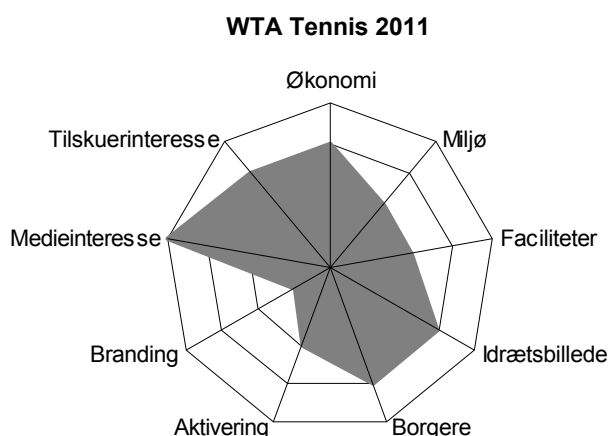 WTA Tennis 2011
Økonomi
Miljø
Faciliteter
Idrætsbillede
Borgere
Aktivering
Branding
Medieinteresse
Tilskuerinteresse